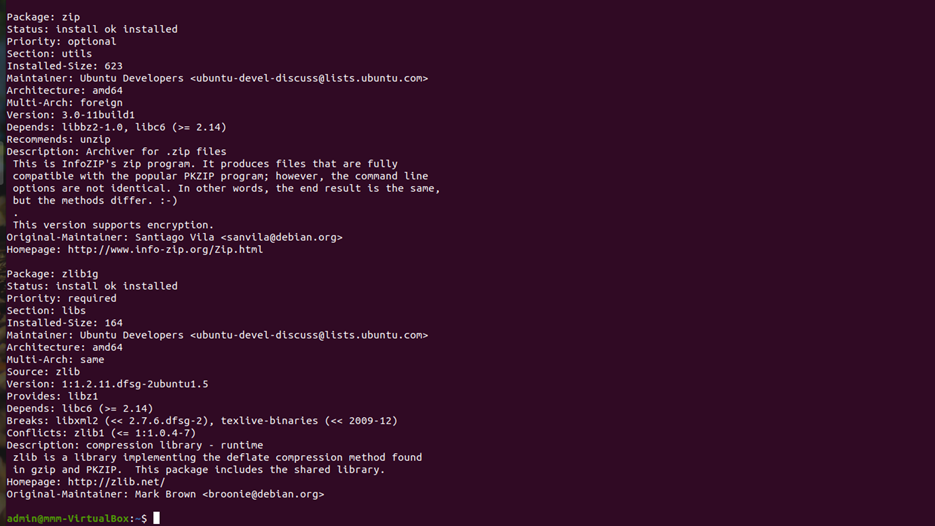 Package: zip
Status: install ok installed
Priority: optional
Section: utils
Installed-Size: 623
Maintainer: Ubuntu Developers <ubuntu-devel-discuss@lists.ubuntu.com>
Architecture: amd64
Multi-Arch: foreign
Version: 3.0-11build1
Depends: libbz2-1.0, libc6 (>= 2.14)
Recommends: unzip
Description: Archiver for .zip files
 This is InfoZIP's zip program. It produces files that are fully
 compatible with the popular PKZIP program; however, the command line
 options are not identical. In other words, the end result is the same,
 but the methods differ. :-)
 .
 This version supports encryption.
Original-Maintainer: Santiago Vila <sanvila@debian.org>
Homepage: http://www.info-zip.org/Zip.html

Package: zlib1g
Status: install ok installed
Priority: required
Section: libs
Installed-Size: 164
Maintainer: Ubuntu Developers <ubuntu-devel-discuss@lists.ubuntu.com>
Architecture: amd64
Multi-Arch: same
Source: zlib
Version: 1:1.2.11.dfsg-2ubuntu1.5
Provides: libz1
Depends: libc6 (>= 2.14)
Breaks: libxml2 (<< 2.7.6.dfsg-2), texlive-binaries (<< 2009-12)
Conflicts: zlib1 (<= 1:1.0.4-7)
Description: compression library - runtime
 zlib is a library implementing the deflate compression method found
 in gzip and PKZIP.  This package includes the shared library.
Homepage: http://zlib.net/
Original-Maintainer: Mark Brown <broonie@debian.org>

admin@mmm-VirtualBox:~$